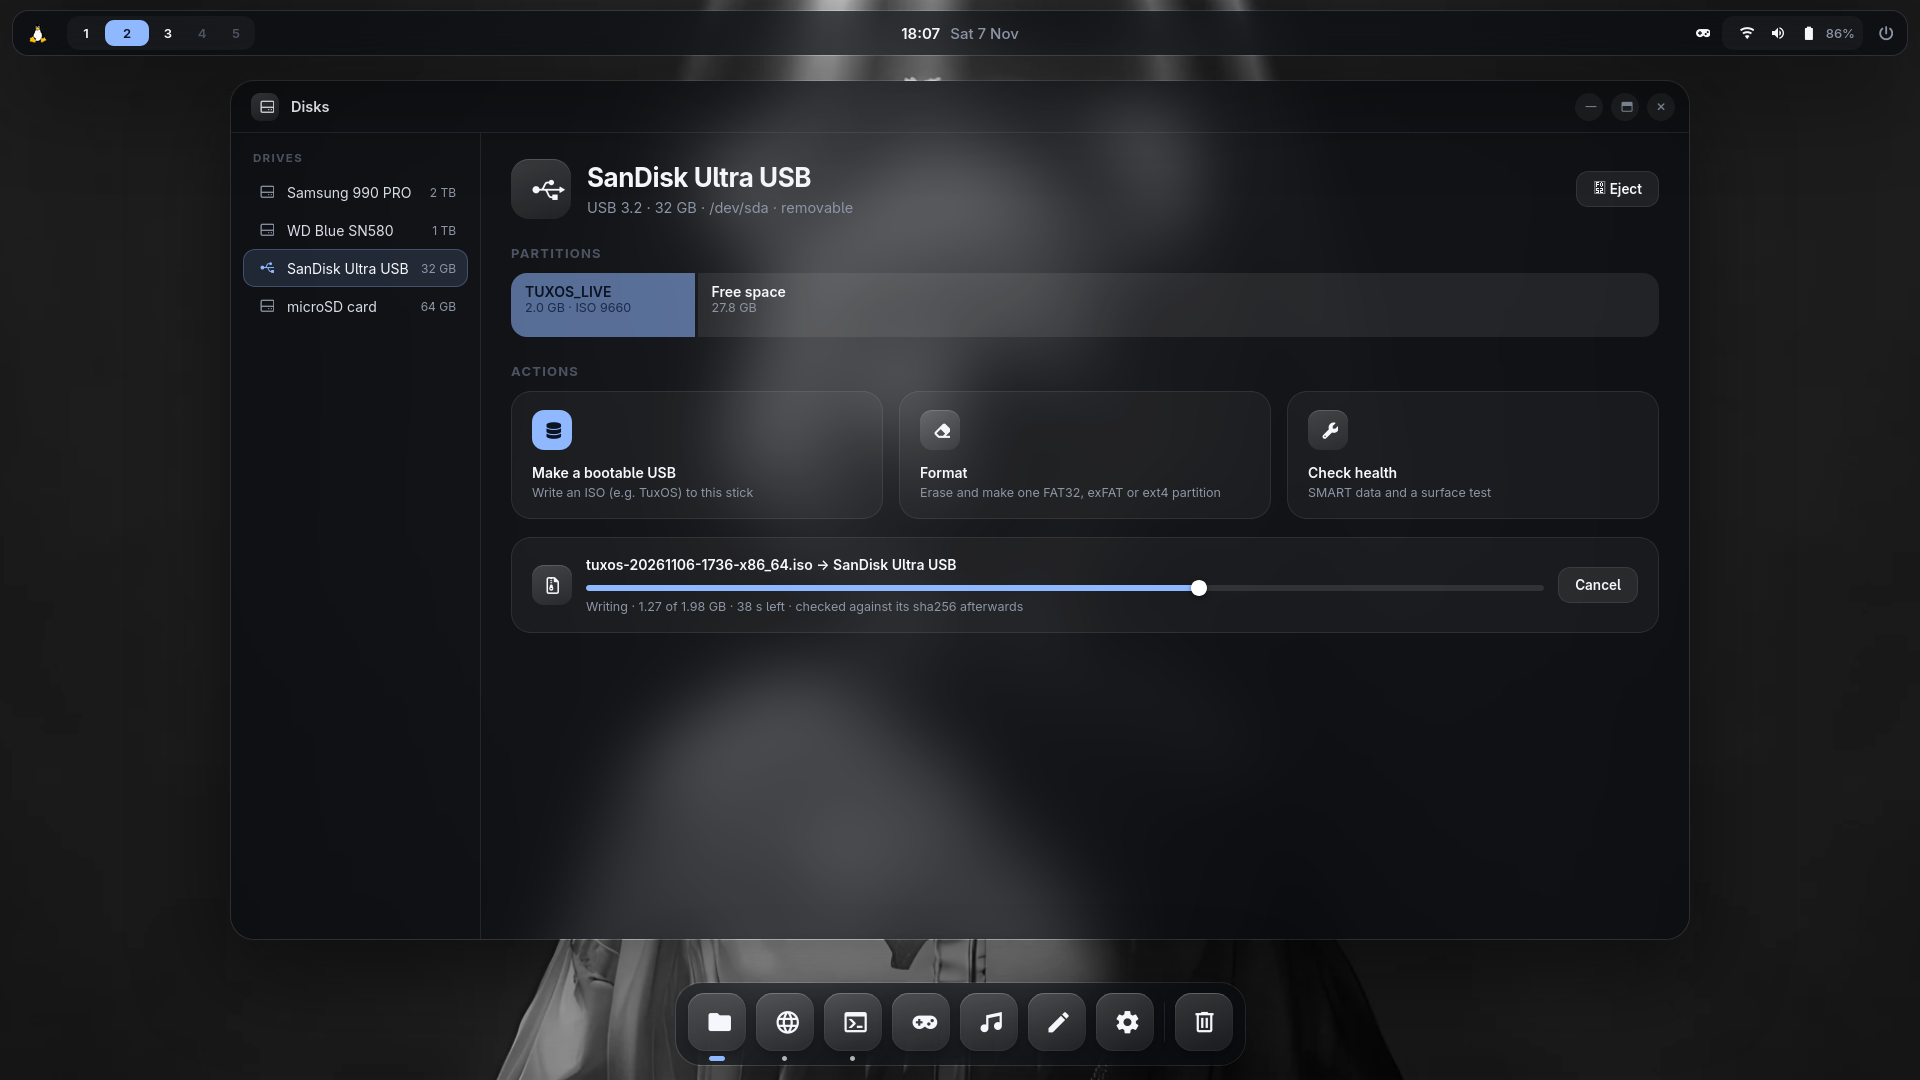 1 2 3 4 5
18:07 Sat 7 Nov
86%
Disks
DRIVES
Samsung 990 PRO 2 TB
WD Blue SN580 1 TB
SanDisk Ultra USB 32 GB
microSD card 64 GB
SanDisk Ultra USB
USB 3.2 · 32 GB · /dev/sda · removable
Eject
PARTITIONS
TUXOS_LIVE
2.0 GB · ISO 9660
Free space
27.8 GB
ACTIONS
Make a bootable USB
Write an ISO (e.g. TuxOS) to this stick
Format
Erase and make one FAT32, exFAT or ext4 partition
Check health
SMART data and a surface test
tuxos-20261106-1736-x86_64.iso → SanDisk Ultra USB
Writing · 1.27 of 1.98 GB · 38 s left · checked against its sha256 afterwards
Cancel